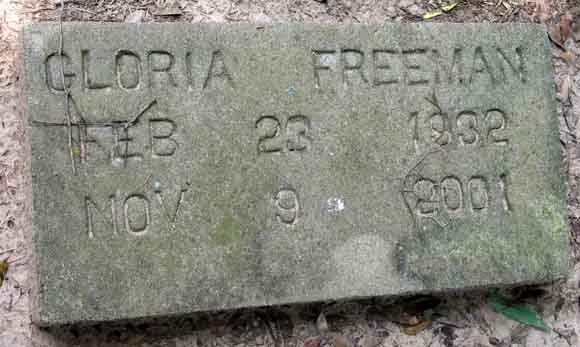 GLORIA FREEMAN
FEB 23 1932
NOV 9 2001